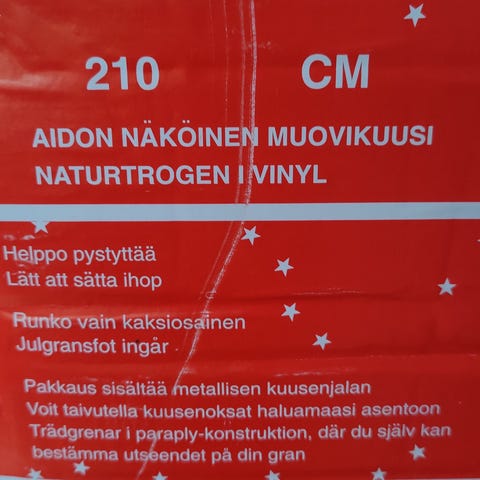 210 CM
AIDON NÄKÖINEN MUOVIKUUSI
NATURTROGEN I VINYL
Helppo pystyttää
Lätt att sätta ihop
Runko vain kaksiosainen
Julgransfot ingår
Pakkaus sisältää metallisen kuusenjalan
Voit taivutella kuusenoksat haluamaasi asentoon
Trädgrenar i paraply-konstruktion, där du själv kan
bestämma utseendet på din gran